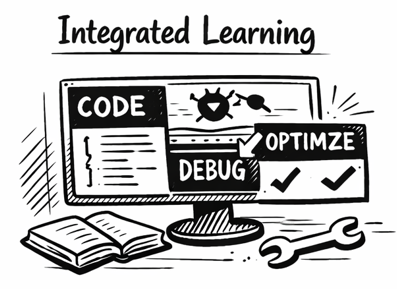 Integrated Learning
CODE
OPTIMZE
DEBUG